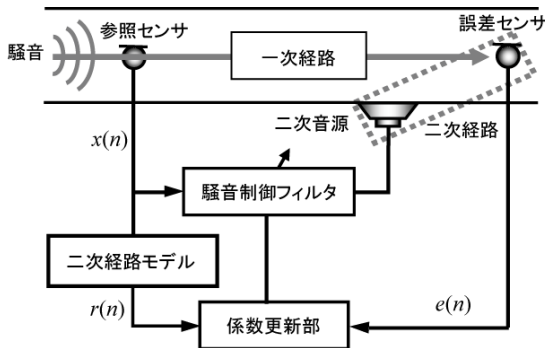 参照センサ
誤差センサ
騒音
一次経路
二次音源
二次経路
x(n)
騒音制御フィルタ
二次経路モデル
r(n)
係数更新部
e(n)